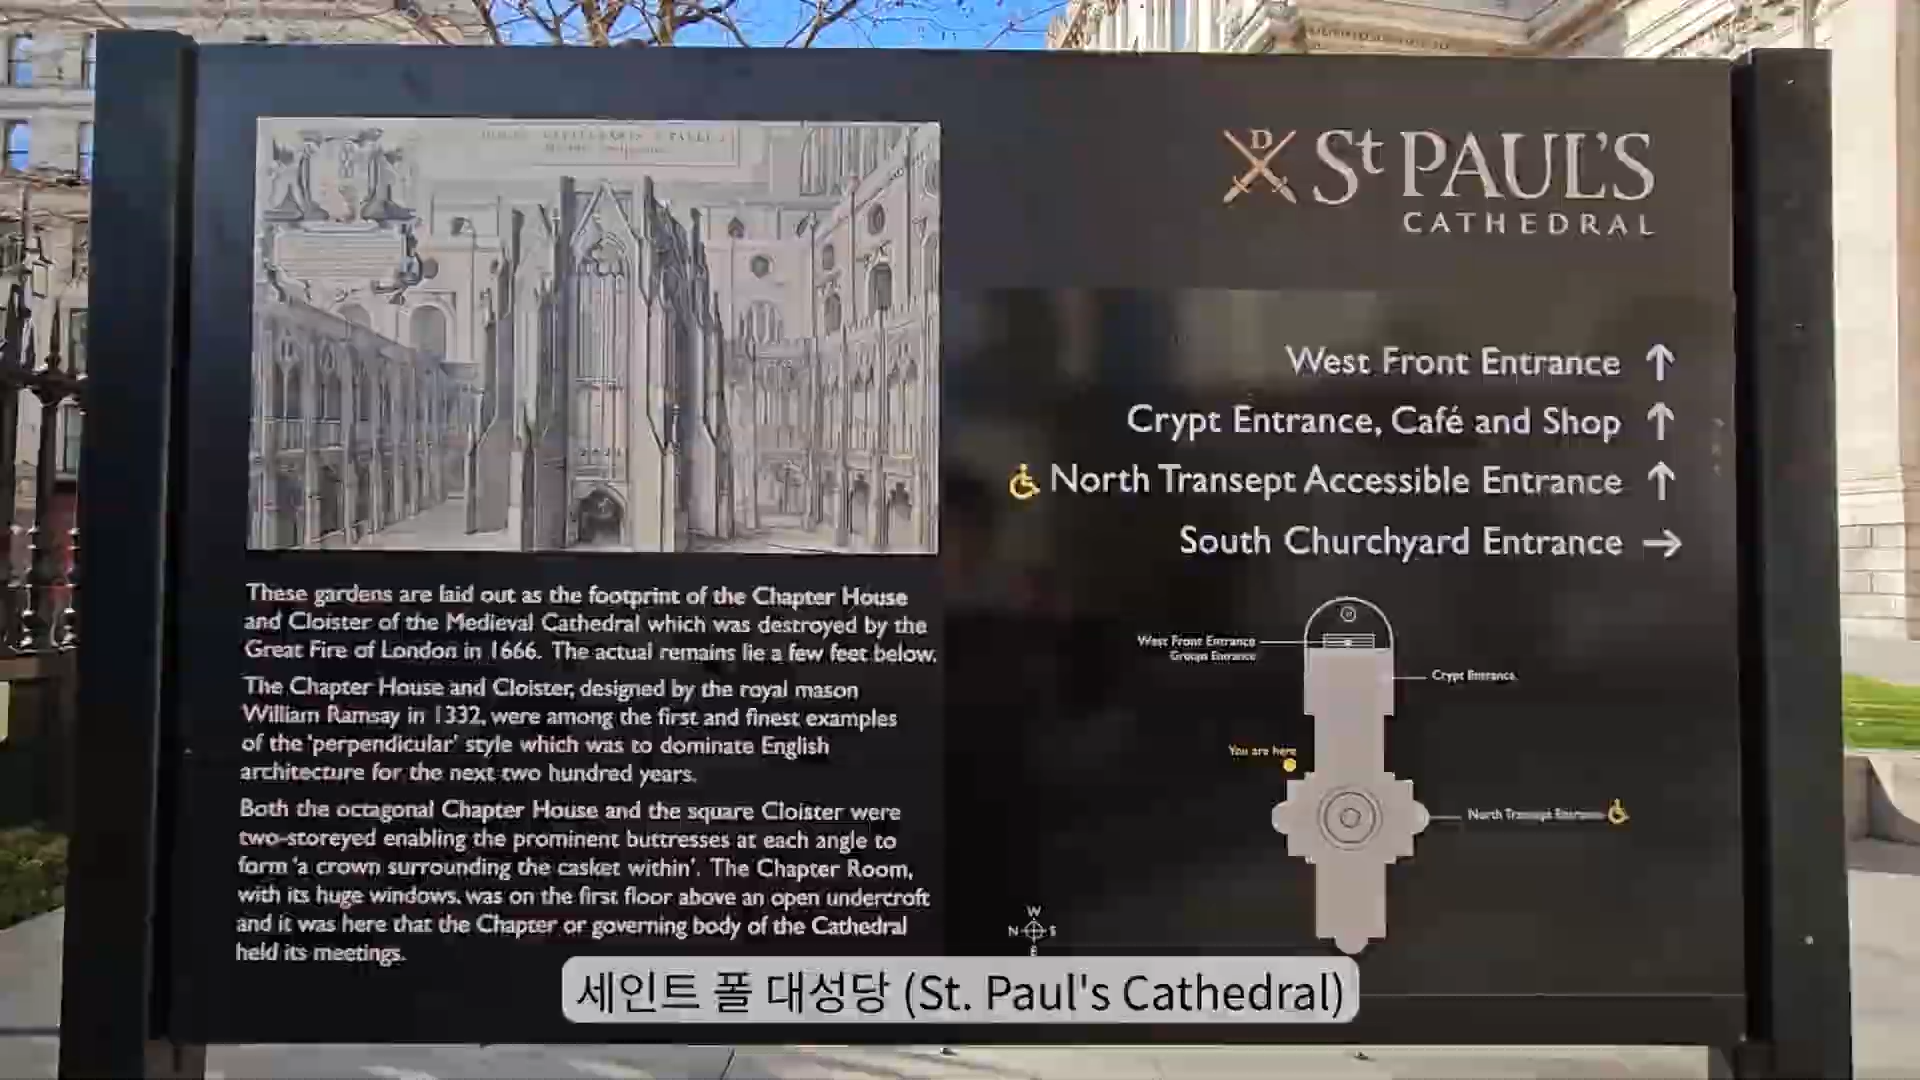 D
St PAUL'S
CATHEDRAL
West Front Entrance ↑
Crypt Entrance, Café and Shop ↑
North Transept Accessible Entrance ↑
South Churchyard Entrance →
These gardens are laid out as the footprint of the Chapter House
and Cloister of the Medieval Cathedral which was destroyed by the
Great Fire of London in 1666. The actual remains lie a few feet below.
The Chapter House and Cloister, designed by the royal mason
William Ramsay in 1332, were among the first and finest examples
of the 'perpendicular' style which was to dominate English
architecture for the next two hundred years.
Both the octagonal Chapter House and the square Cloister were
two-storeyed enabling the prominent buttresses at each angle to
form 'a crown surrounding the casket within'. The Chapter Room,
with its huge windows, was on the first floor above an open undercroft
and it was here that the Chapter or governing body of the Cathedral
held its meetings.
West Front Entrance
Groups Entrance
Crypt Entrance
You are here
North Transept Entrance
W
N S
E
세인트 폴 대성당 (St. Paul's Cathedral)